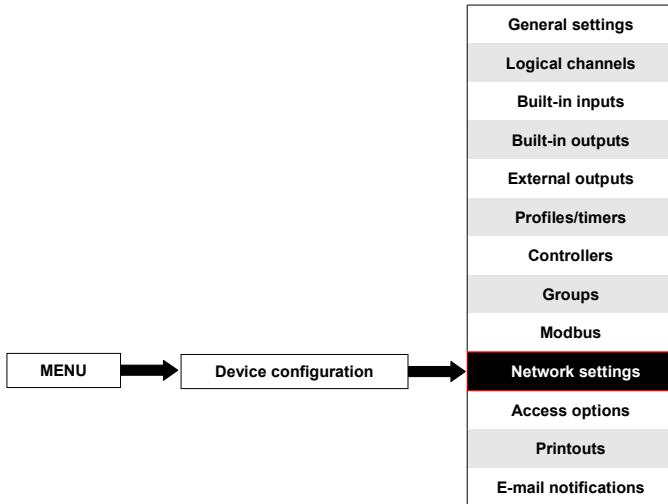 General settings
Logical channels
Built-in inputs
Built-in outputs
External outputs
Profiles/timers
Controllers
Groups
Modbus
MENU
Device configuration
Network settings
Access options
Printouts
E-mail notifications